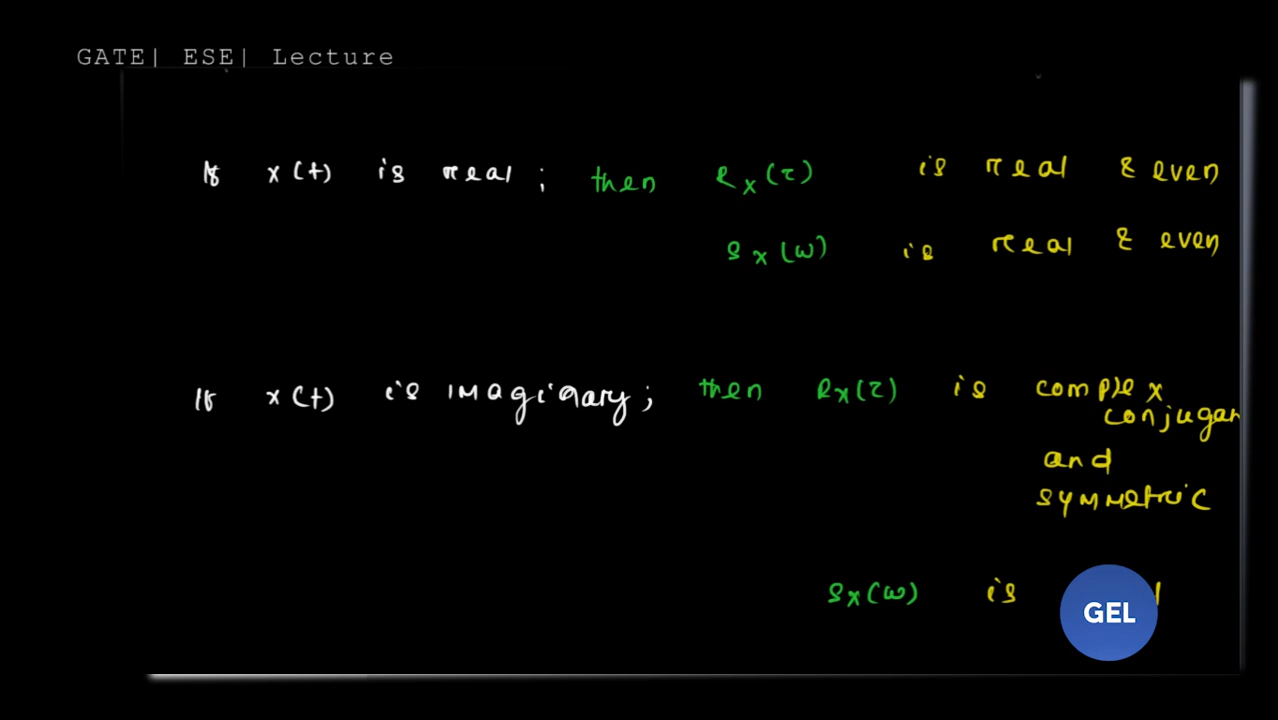 GATE| ESE| Lecture
If x(t) is real; then Rx(τ) is real & even
Sx(ω) is real & even
If x(t) is imaginary; then Rx(τ) is complex
conjugar
and
symmetric
Sx(ω) is
GEL